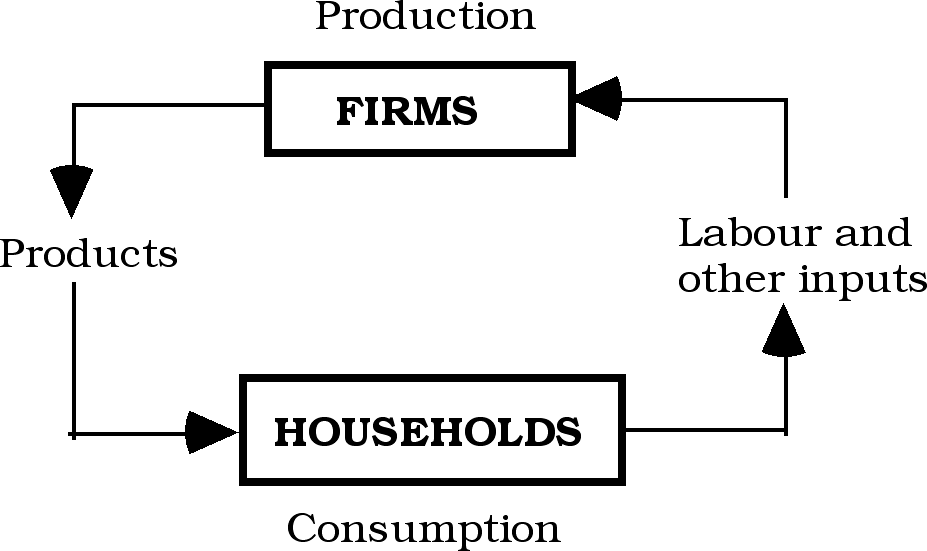 Production
FIRMS
Products
Labour and
other inputs
HOUSEHOLDS
Consumption